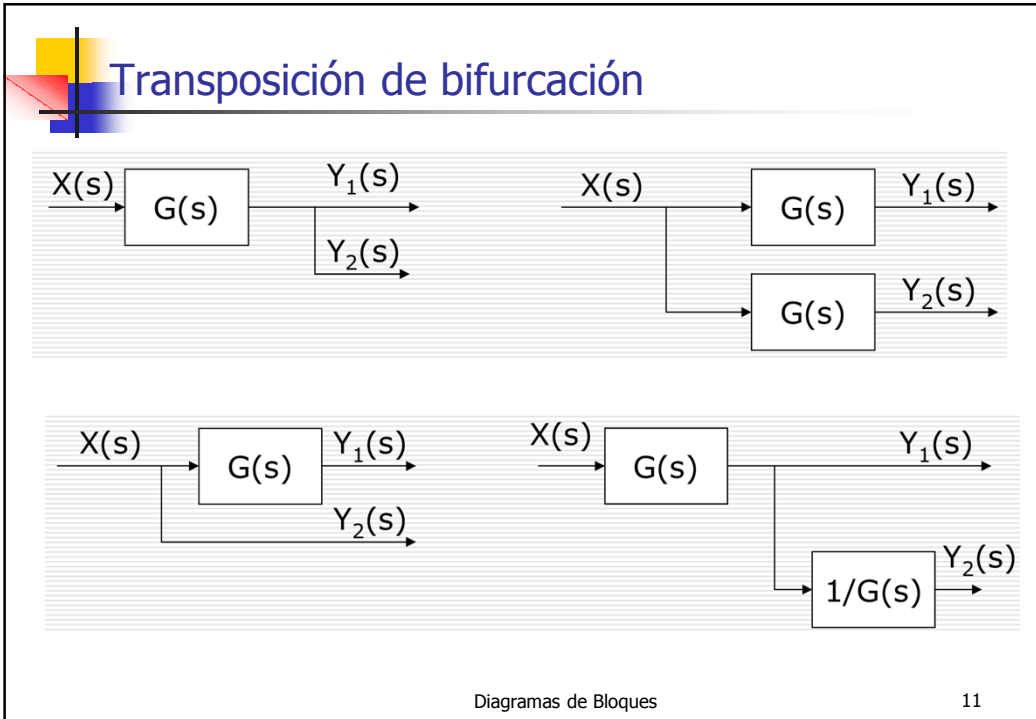 Transposición de bifurcación
X(s) G(s) Y₁(s)
Y₂(s)
X(s) G(s) Y₁(s)
G(s) Y₂(s)
X(s) G(s) Y₁(s)
Y₂(s)
X(s) G(s) Y₁(s)
1/G(s) Y₂(s)
Diagramas de Bloques 11